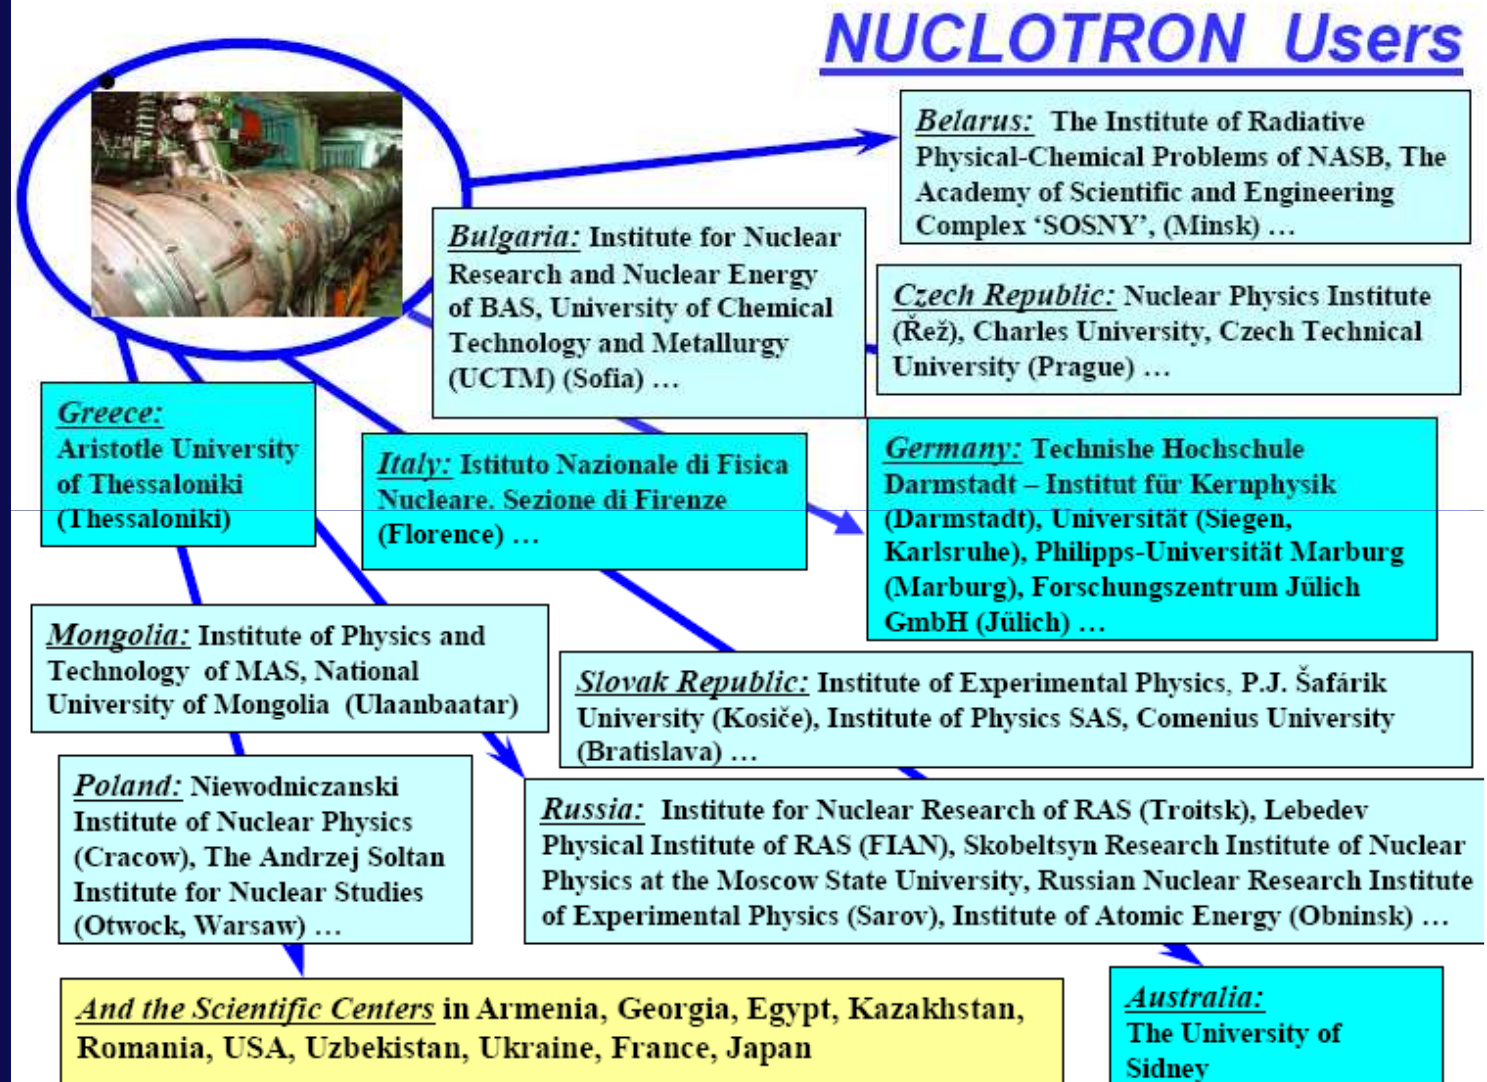 NUCLOTRON Users
Belarus: The Institute of Radiative
Physical-Chemical Problems of NASB, The
Academy of Scientific and Engineering
Complex ‘SOSNY’, (Minsk) …
Bulgaria: Institute for Nuclear
Research and Nuclear Energy
of BAS, University of Chemical
Technology and Metallurgy
(UCTM) (Sofia) …
Czech Republic: Nuclear Physics Institute
(Řež), Charles University, Czech Technical
University (Prague) …
Greece:
Aristotle University
of Thessaloniki
(Thessaloniki)
Italy: Istituto Nazionale di Fisica
Nucleare. Sezione di Firenze
(Florence) …
Germany: Technishe Hochschule
Darmstadt – Institut für Kernphysik
(Darmstadt), Universität (Siegen,
Karlsruhe), Philipps-Universität Marburg
(Marburg), Forschungszentrum Jűlich
GmbH (Jülich) …
Mongolia: Institute of Physics and
Technology of MAS, National
University of Mongolia (Ulaanbaatar)
Slovak Republic: Institute of Experimental Physics, P.J. Šafárik
University (Kosiče), Institute of Physics SAS, Comenius University
(Bratislava) …
Poland: Niewodniczanski
Institute of Nuclear Physics
(Cracow), The Andrzej Soltan
Institute for Nuclear Studies
(Otwock, Warsaw) …
Russia: Institute for Nuclear Research of RAS (Troitsk), Lebedev
Physical Institute of RAS (FIAN), Skobeltsyn Research Institute of Nuclear
Physics at the Moscow State University, Russian Nuclear Research Institute
of Experimental Physics (Sarov), Institute of Atomic Energy (Obninsk) …
And the Scientific Centers in Armenia, Georgia, Egypt, Kazakhstan,
Romania, USA, Uzbekistan, Ukraine, France, Japan
Australia:
The University of
Sidney